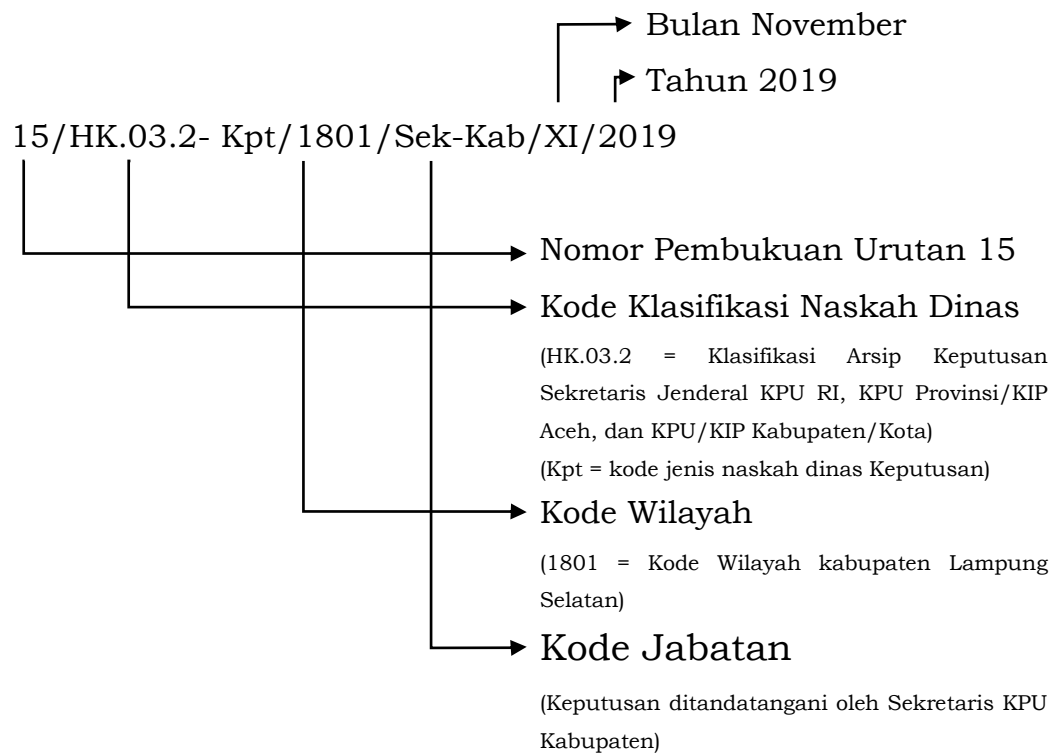 Bulan November
Tahun 2019
15/HK.03.2- Kpt/1801/Sek-Kab/XI/2019
Nomor Pembukuan Urutan 15
Kode Klasifikasi Naskah Dinas
(HK.03.2 = Klasifikasi Arsip Keputusan
Sekretaris Jenderal KPU RI, KPU Provinsi/KIP
Aceh, dan KPU/KIP Kabupaten/Kota)
(Kpt = kode jenis naskah dinas Keputusan)
Kode Wilayah
(1801 = Kode Wilayah kabupaten Lampung
Selatan)
Kode Jabatan
(Keputusan ditandatangani oleh Sekretaris KPU
Kabupaten)